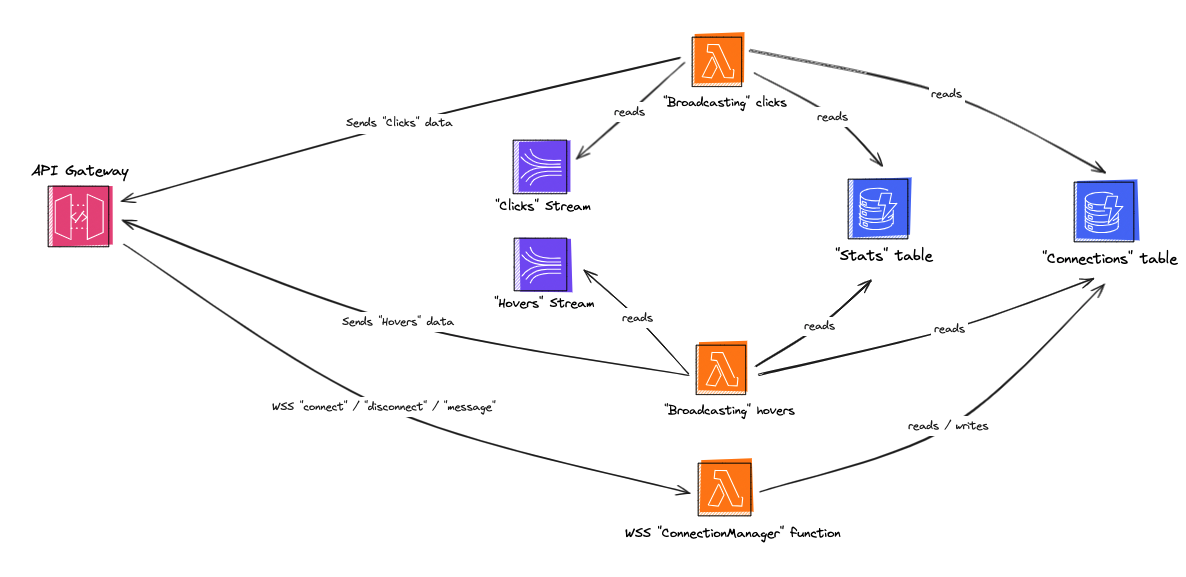 "Broadcasting" clicks
reads
reads
reads
Sends "Clicks" data
API Gateway
"Clicks" Stream
"Stats" table
"Connections" table
"Hovers" Stream
Sends "Hovers" data
reads
reads
reads
"Broadcasting" hovers
WSS "connect" / "disconnect" / "message"
reads / writes
WSS "ConnectionManager" function